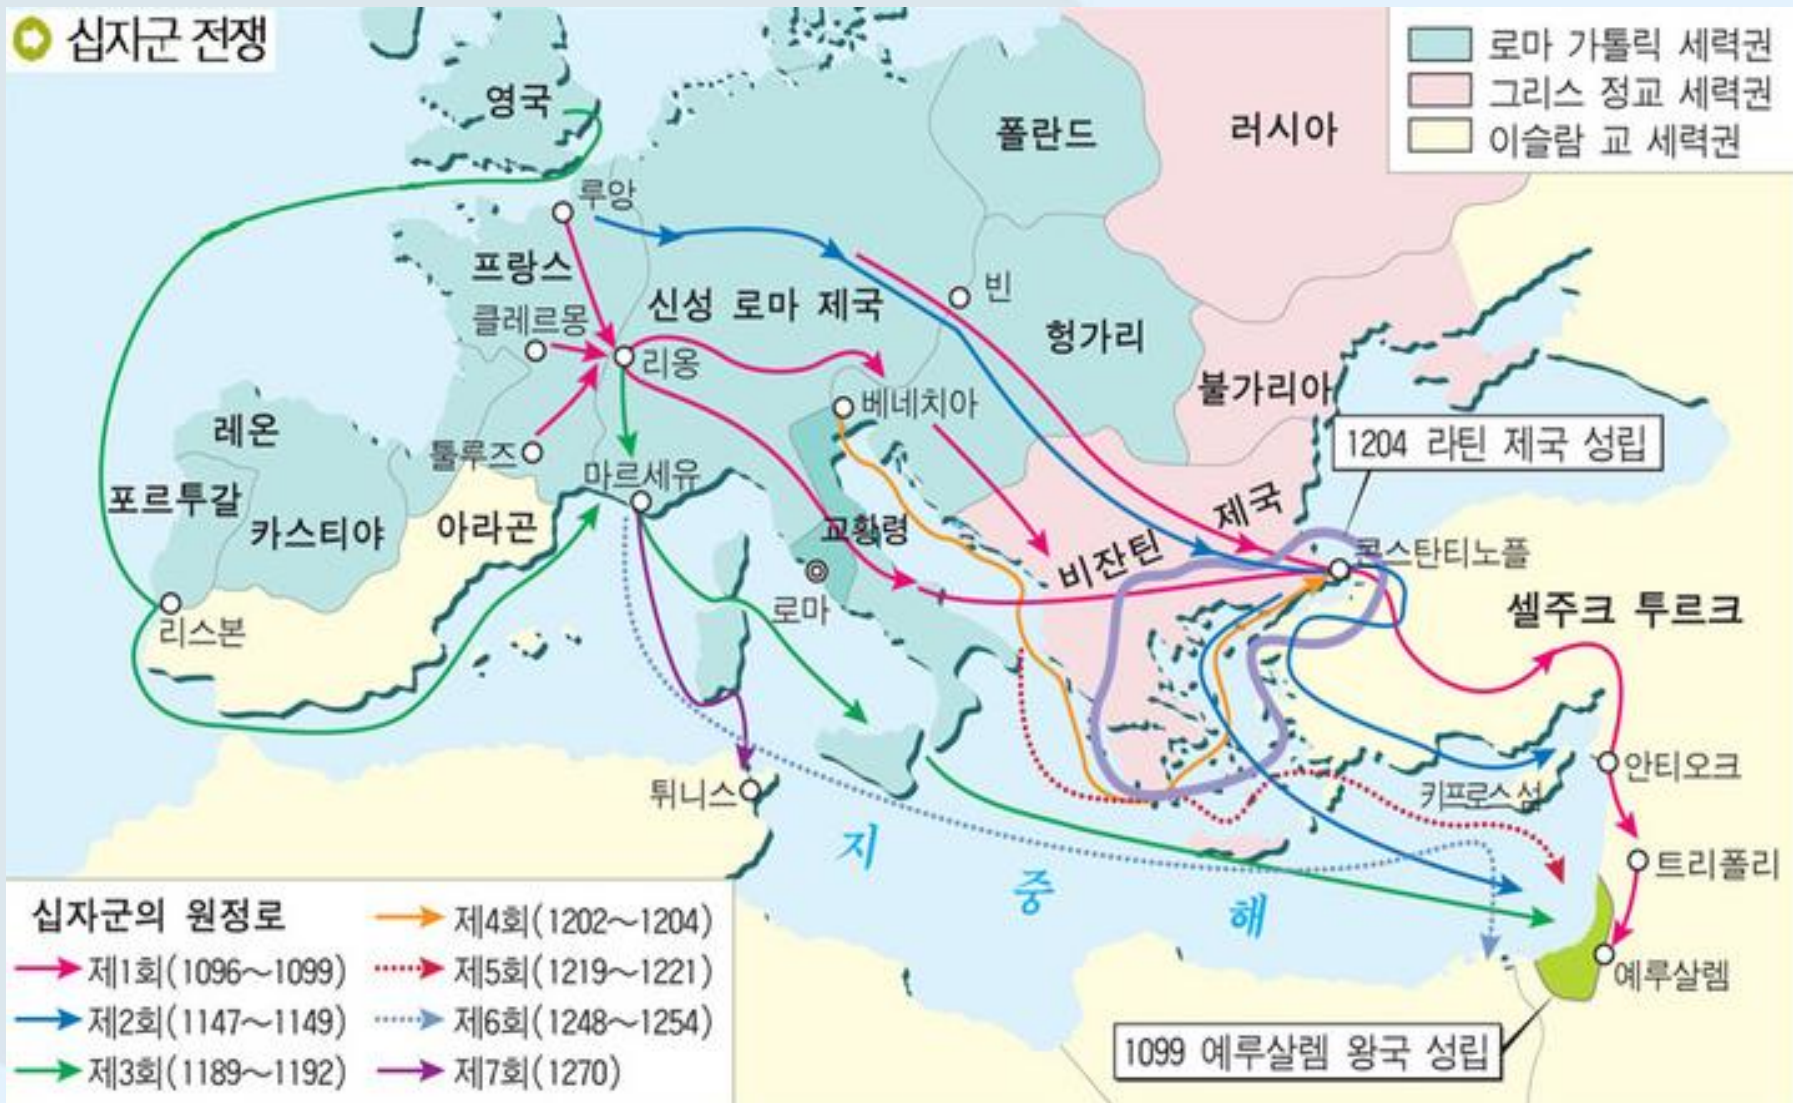 십자군 전쟁
로마 가톨릭 세력권
그리스 정교 세력권
이슬람 교 세력권
영국
폴란드
러시아
루앙
프랑스
빈
신성 로마 제국
클레르몽
헝가리
리옹
불가리아
베네치아
레온
1204 라틴 제국 성립
툴루즈
마르세유
포르투갈
카스티야
아라곤
교황령
비잔틴 제국
콘스탄티노플
로마
셀주크 투르크
리스본
안티오크
튀니스
키프로스섬
지중해
트리폴리
예루살렘
1099 예루살렘 왕국 성립
십자군의 원정로
제1회(1096~1099)
제2회(1147~1149)
제3회(1189~1192)
제4회(1202~1204)
제5회(1219~1221)
제6회(1248~1254)
제7회(1270)